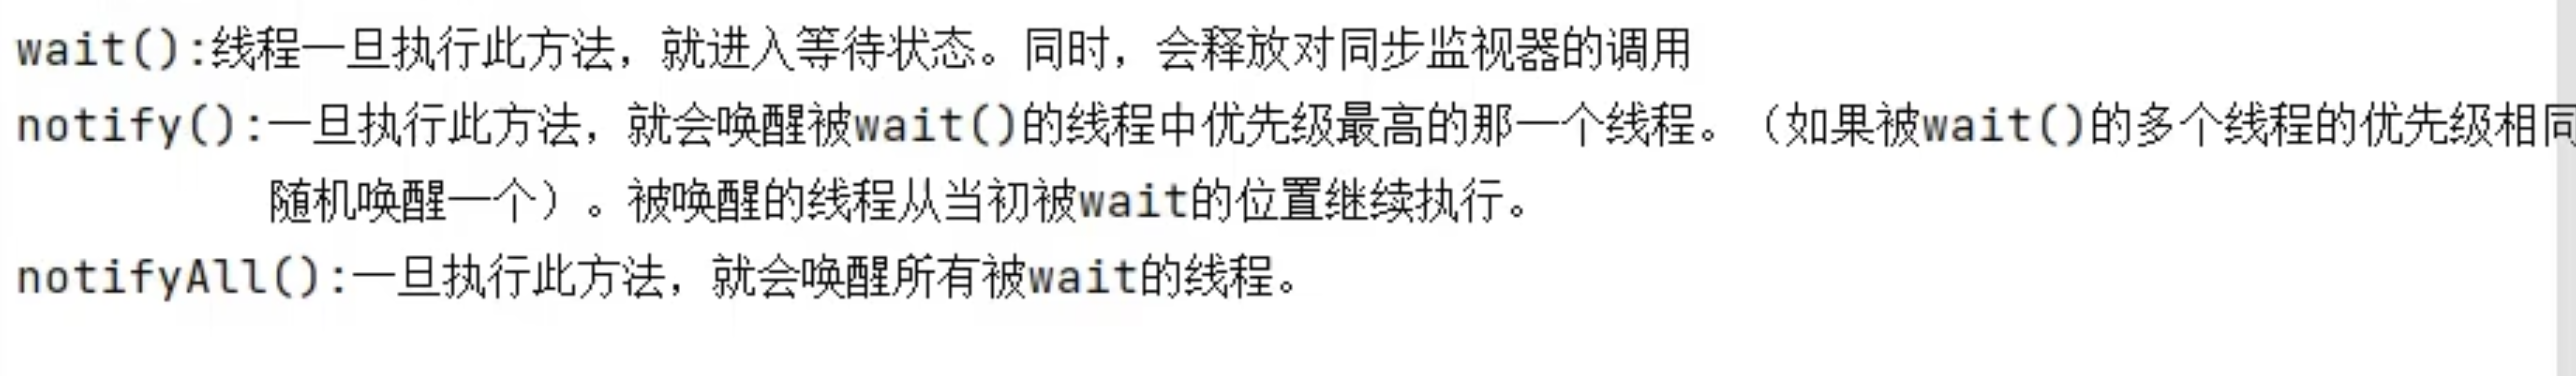 wait():线程一旦执行此方法，就进入等待状态。同时，会释放对同步监视器的调用
notify():一旦执行此方法，就会唤醒被wait()的线程中优先级最高的那一个线程。（如果被wait()的多个线程的优先级相同
随机唤醒一个）。被唤醒的线程从当初被wait的位置继续执行。
notifyAll():一旦执行此方法，就会唤醒所有被wait的线程。